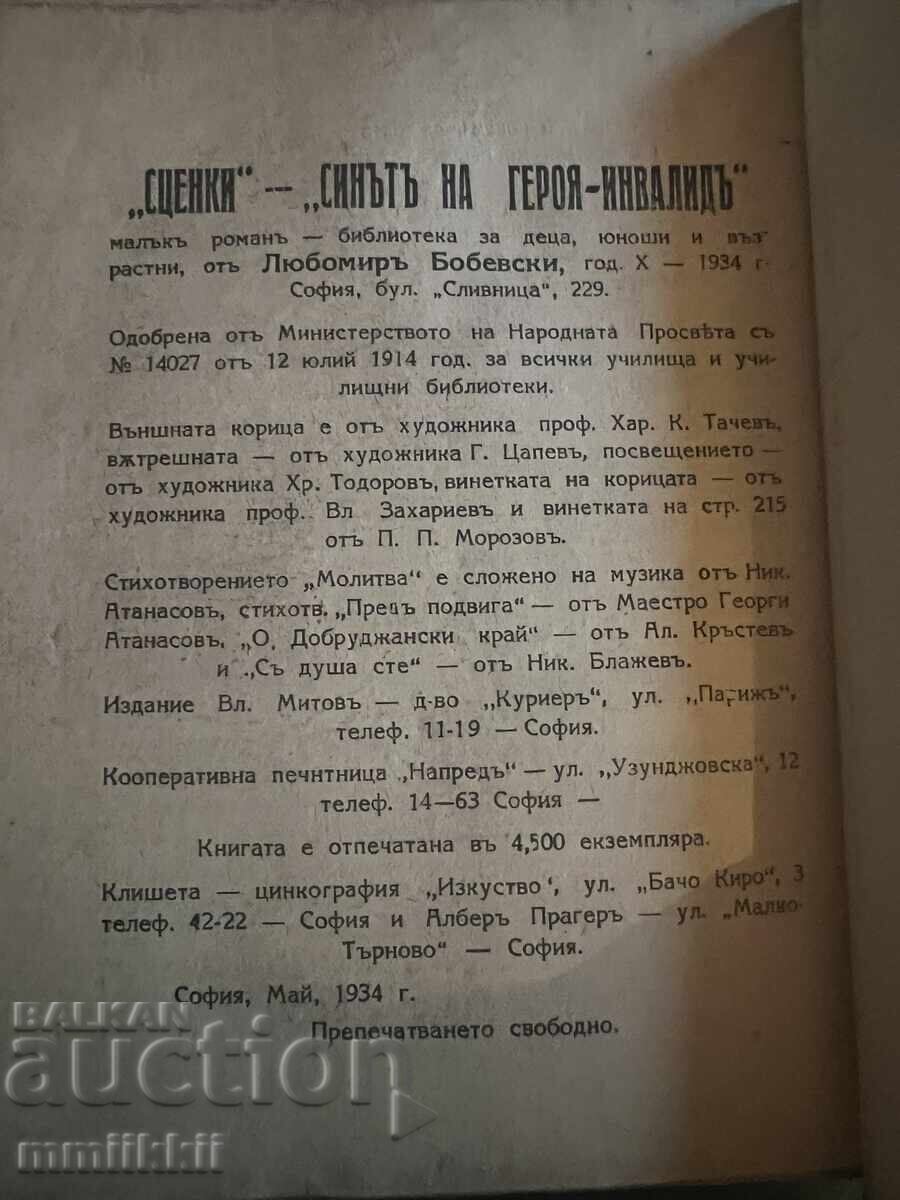 „СЦЕНКИ“ — „СИНЪТЪ НА ГЕРОЯ-ИНВАЛИДЪ“
малъкъ романъ — библиотека за деца, юноши и въз
растни, отъ Любомиръ Бобевски, год. X — 1934 г.
София, бул. „Сливница“, 229.
Одобрена отъ Министерството на Народната Просвѣта съ
№ 14027 отъ 12 юлий 1914 год. за всички училища и учи-
лищни библиотеки.
Външната корица е отъ художника проф. Хар. К. Тачевъ,
вѫтрешната — отъ художника Г. Цапевъ, посвещението —
отъ художника Хр. Тодоровъ, винетката на корицата — отъ
художника проф. Вл Захариевъ и винетката на стр. 215
отъ П. П. Морозовъ.
Стихотворението „Молитва“ е сложено на музика отъ Ник.
Атанасовъ, стихотв. „Предъ подвига“ — отъ Маестро Георги
Атанасовъ, „О, Добруджански край“ — отъ Ал. Кръстевъ
и „Съ душа сте“ — отъ Ник. Блажевъ.
Издание Вл. Митовъ — д-во „Куриеръ“, ул. „Парижъ“,
телеф. 11-19 — София.
Кооперативна печнтница „Напредъ“ — ул. „Узунджовска“, 12
телеф. 14—63 София —
Книгата е отпечатана въ 4,500 екземпляра.
Клишета — цинкография „Изкуство“, ул. „Бачо Киро“, 3
телеф. 42-22 — София и Алберъ Прагеръ — ул. „Малко-
Търново“ — София.
София, Май, 1934 г.
Препечатването свободно.
BALKAN
auction
mmiikkii